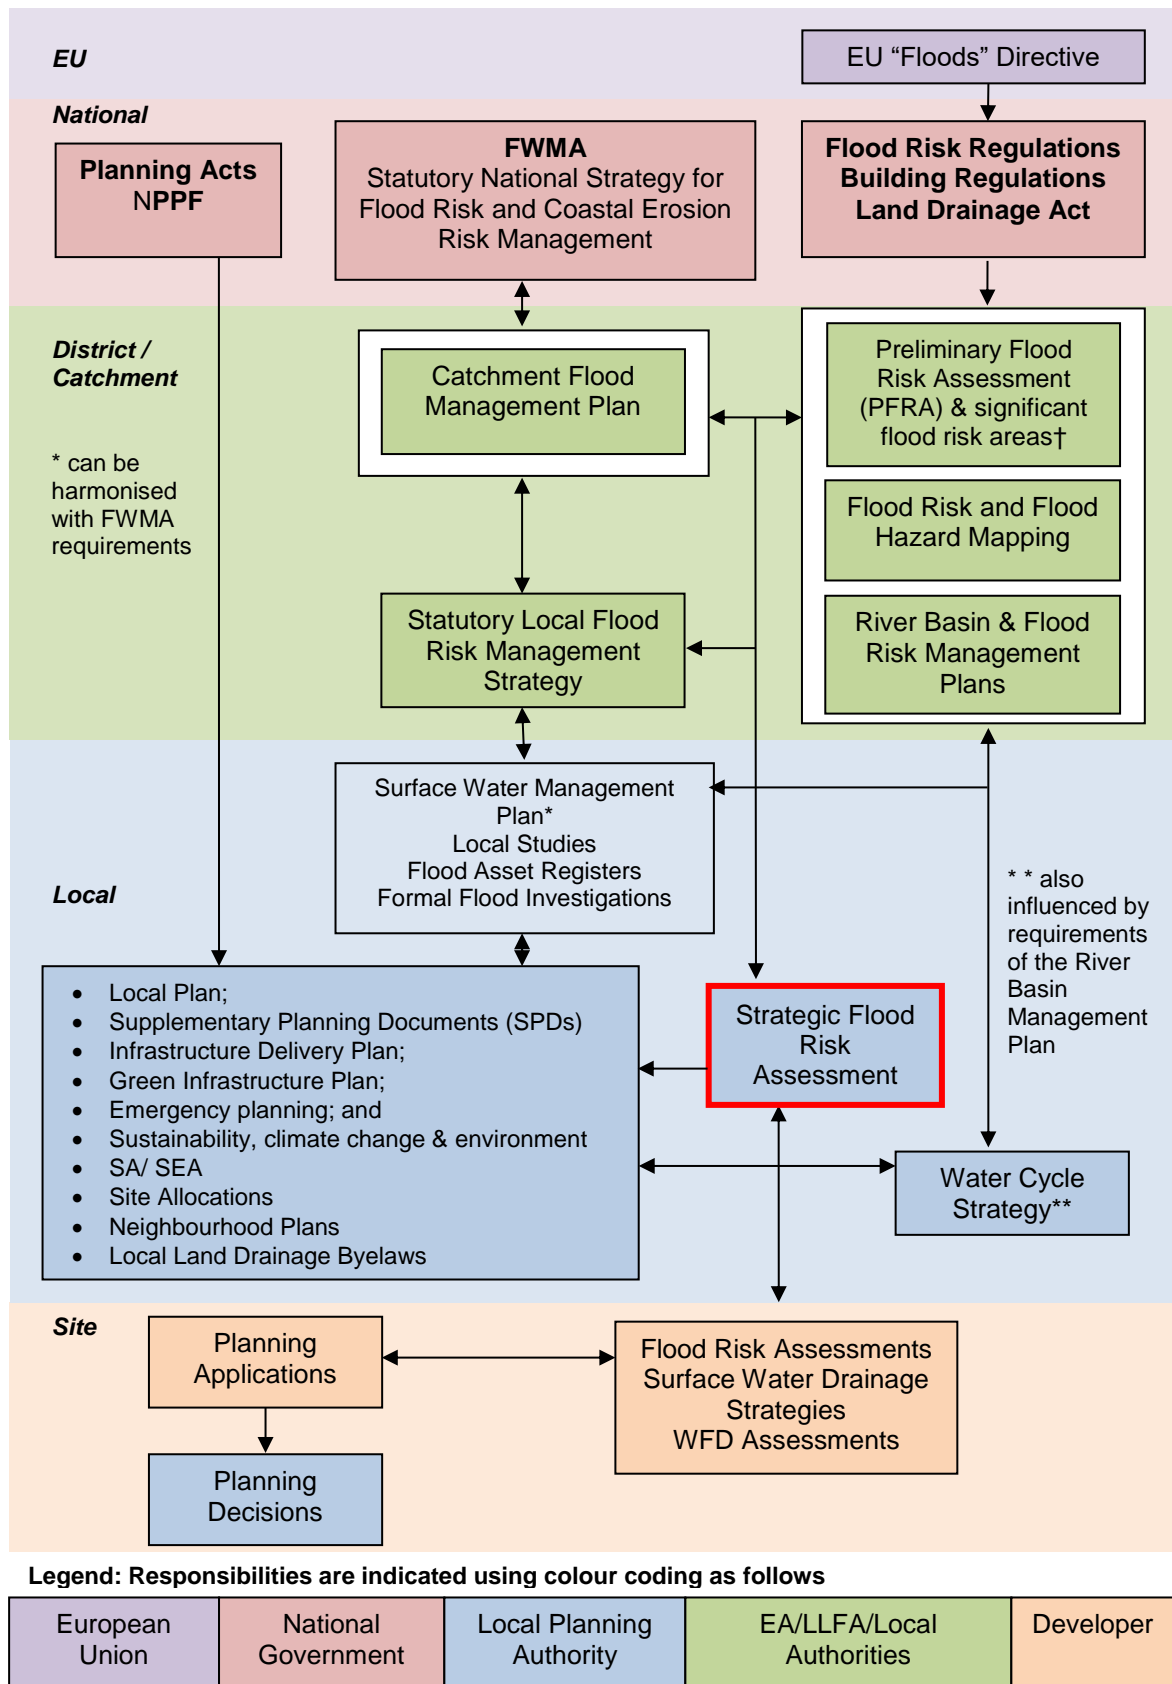 EU
EU “Floods” Directive
National
Planning Acts
NPPF
FWMA
Statutory National Strategy for
Flood Risk and Coastal Erosion
Risk Management
Flood Risk Regulations
Building Regulations
Land Drainage Act
District /
Catchment
* can be
harmonised
with FWMA
requirements
Catchment Flood
Management Plan
Preliminary Flood
Risk Assessment
(PFRA) & significant
flood risk areas†
Flood Risk and Flood
Hazard Mapping
River Basin & Flood
Risk Management
Plans
Statutory Local Flood
Risk Management
Strategy
Local
Surface Water Management
Plan*
Local Studies
Flood Asset Registers
Formal Flood Investigations
* * also
influenced by
requirements
of the River
Basin
Management
Plan
• Local Plan;
• Supplementary Planning Documents (SPDs)
• Infrastructure Delivery Plan;
• Green Infrastructure Plan;
• Emergency planning; and
• Sustainability, climate change & environment
• SA/ SEA
• Site Allocations
• Neighbourhood Plans
• Local Land Drainage Byelaws
Strategic Flood
Risk
Assessment
Water Cycle
Strategy**
Site
Planning
Applications
Flood Risk Assessments
Surface Water Drainage
Strategies
WFD Assessments
Planning
Decisions
Legend: Responsibilities are indicated using colour coding as follows
European
Union
National
Government
Local Planning
Authority
EA/LLFA/Local
Authorities
Developer